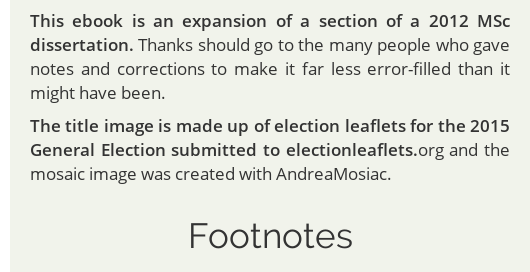 This ebook is an expansion of a section of a 2012 MSc
dissertation. Thanks should go to the many people who gave
notes and corrections to make it far less error-filled than it
might have been.
The title image is made up of election leaflets for the 2015
General Election submitted to electionleaflets.org and the
mosaic image was created with AndreaMosiac.
Footnotes